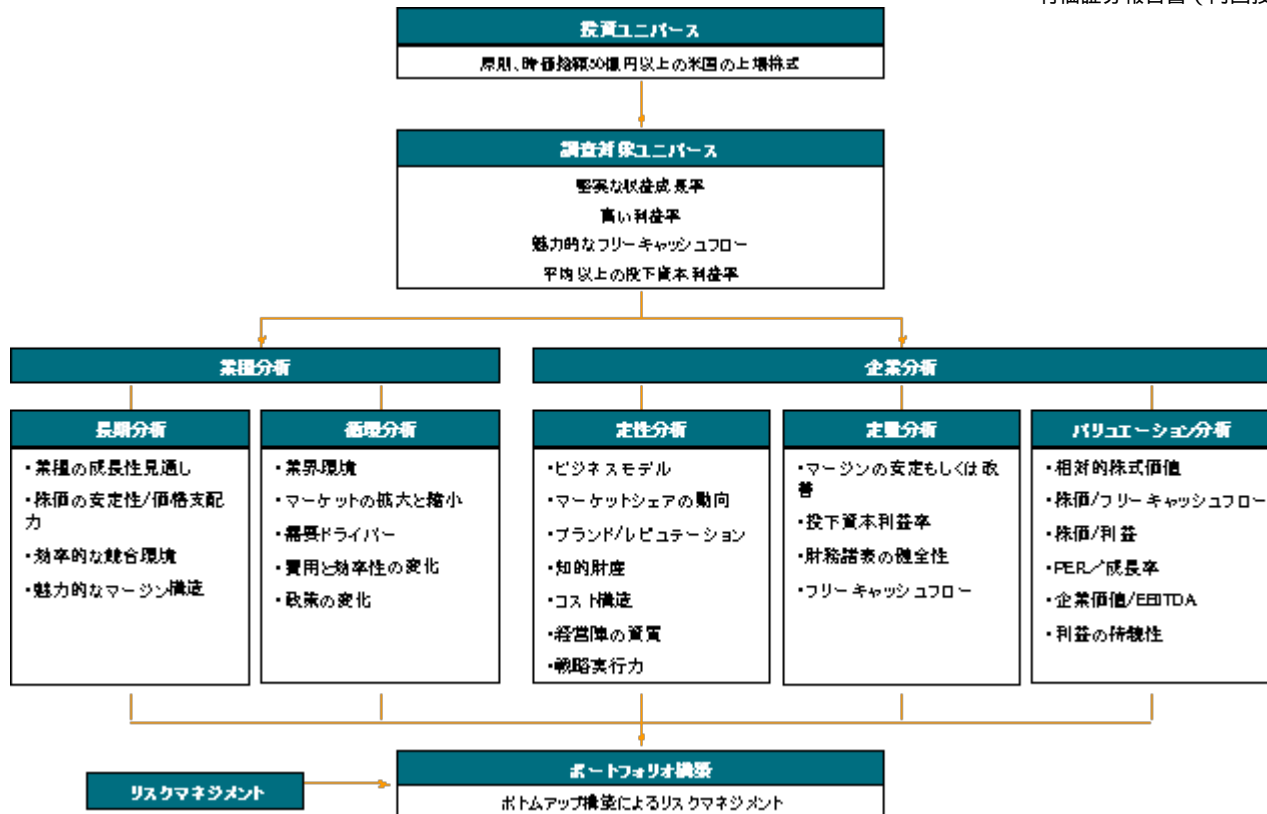 有価証券報告書（内国投
投資ユニバース
原則、時価総額50億円以上の米国の上場株式
調査対象ユニバース
堅実な収益成長率
高い利益率
魅力的なフリーキャッシュフロー
平均以上の投下資本利益率
業種分析
企業分析
長期分析
・業種の成長性見通し
・株価の安定性/価格支配
力
・効率的な競合環境
・魅力的なマージン構造
循環分析
・業界環境
・マーケットの拡大と縮小
・需要ドライバー
・費用と効率性の変化
・政策の変化
定性分析
・ビジネスモデル
・マーケットシェアの動向
・ブランド/レピュテーション
・知的財産
・コスト構造
・経営陣の資質
・戦略実行力
定量分析
・マージンの安定もしくは改
善
・投下資本利益率
・財務諸表の健全性
・フリーキャッシュフロー
バリュエーション分析
・相対的株式価値
・株価/フリーキャッシュフロー
・株価/利益
・PER／成長率
・企業価値/EBITDA
・利益の持続性
リスクマネジメント
ポートフォリオ構築
ボトムアップ構築によるリスクマネジメント